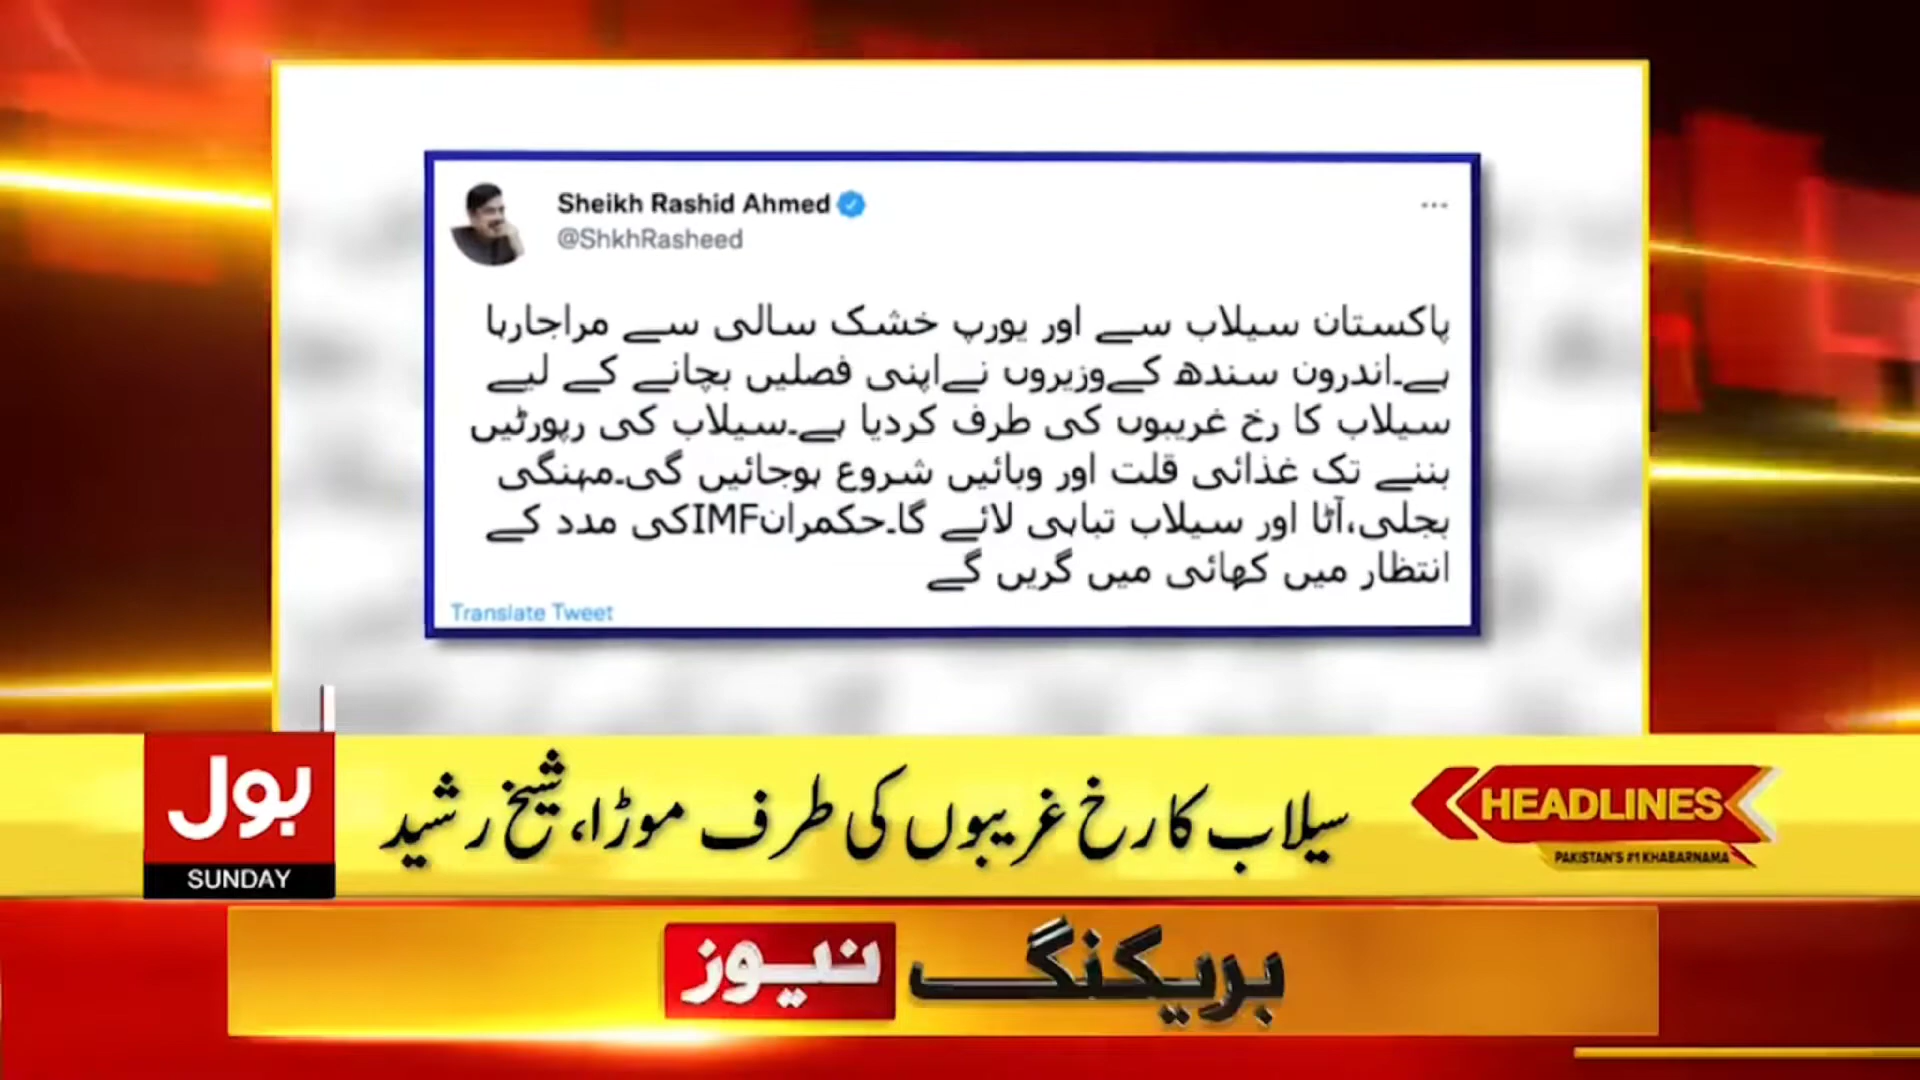 Sheikh Rashid Ahmed
@ShkhRasheed
پاکستان سیلاب سے اور یورپ خشک سالی سے مراجارہا
ہے۔اندرون سندھ کےوزیروں نےاپنی فصلیں بچانے کے لیے
سیلاب کا رخ غریبوں کی طرف کردیا ہے۔سیلاب کی رپورٹیں
بننے تک غذائی قلت اور وبائیں شروع ہوجائیں گی۔مہنگی
بجلی،آٹا اور سیلاب تباہی لائے گا۔حکمرانIMFکی مدد کے
انتظار میں کھائی میں گریں گے
Translate Tweet
سیلاب کا رخ غریبوں کی طرف موڑا، شیخ رشید
HEADLINES
PAKISTAN'S #1 KHABARNAMA
بول
SUNDAY
بریکنگ نیوز